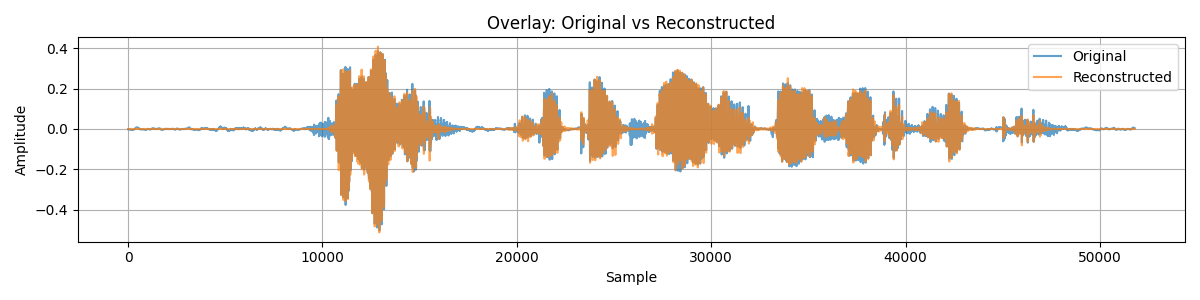 Overlay: Original vs Reconstructed
Original
Reconstructed
Amplitude
0.4
0.2
0.0
−0.2
−0.4
0
10000
20000
30000
40000
50000
Sample